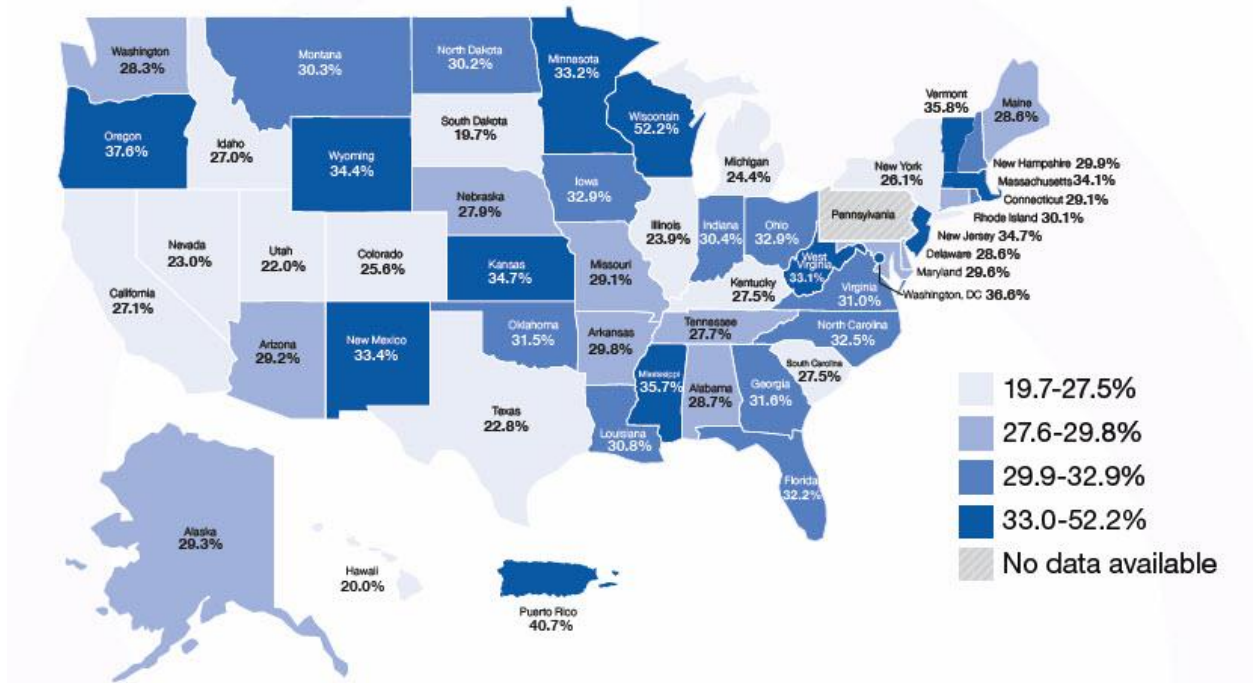 Washington
28.3%
Montana
30.3%
North Dakota
30.2%
Minnesota
33.2%
Vermont
35.8%
Maine
28.6%
Oregon
37.6%
Idaho
27.0%
Wyoming
34.4%
South Dakota
19.7%
Wisconsin
52.2%
Michigan
24.4%
New York
26.1%
New Hampshire 29.9%
Massachusetts 34.1%
Connecticut 29.1%
Rhode Island 30.1%
New Jersey 34.7%
Delaware 28.6%
Maryland 29.6%
Washington, DC 36.6%
Nebraska
27.9%
Iowa
32.9%
Illinois
23.9%
Indiana
30.4%
Ohio
32.9%
Pennsylvania
Nevada
23.0%
Utah
22.0%
Colorado
25.6%
Kansas
34.7%
Missouri
29.1%
Kentucky
27.5%
West
Virginia
33.1%
Virginia
31.0%
California
27.1%
Arizona
29.2%
New Mexico
33.4%
Oklahoma
31.5%
Arkansas
29.8%
Tennessee
27.7%
North Carolina
32.5%
South Carolina
27.5%
Texas
22.8%
Louisiana
30.8%
Mississippi
35.7%
Alabama
28.7%
Georgia
31.6%
Florida
32.2%
Alaska
29.3%
Hawaii
20.0%
Puerto Rico
40.7%
19.7-27.5%
27.6-29.8%
29.9-32.9%
33.0-52.2%
No data available